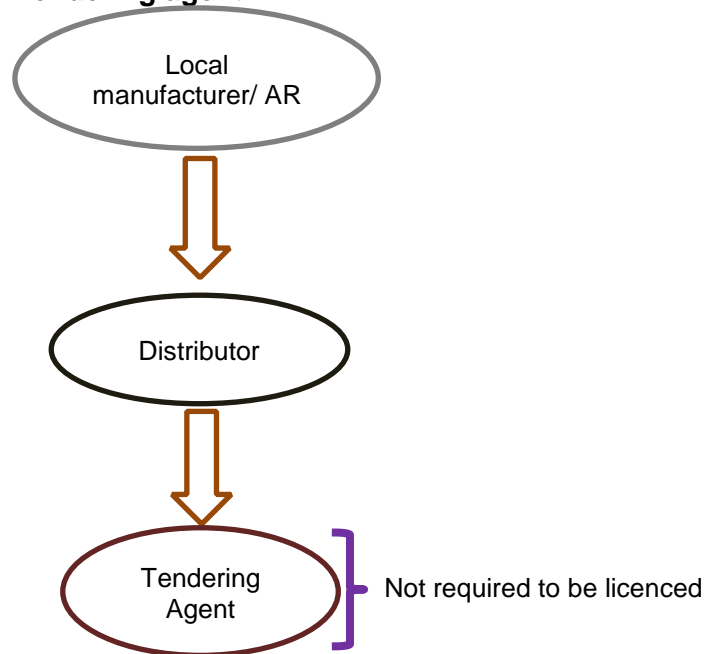 Local
manufacturer/ AR
Distributor
Tendering
Agent
Not required to be licenced